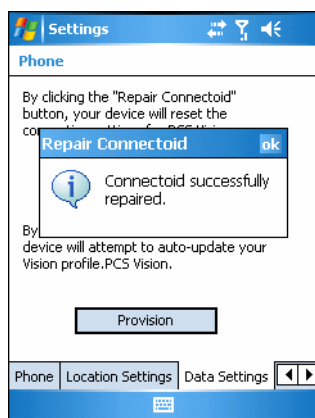 Settings
Phone
By clicking the "Repair Connectoid"
button, your device will reset the
Repair Connectoid ok
Connectoid successfully
repaired.
By
device will attempt to auto-update your
Vision profile.PCS Vision.
Provision
Phone Location Settings Data Settings